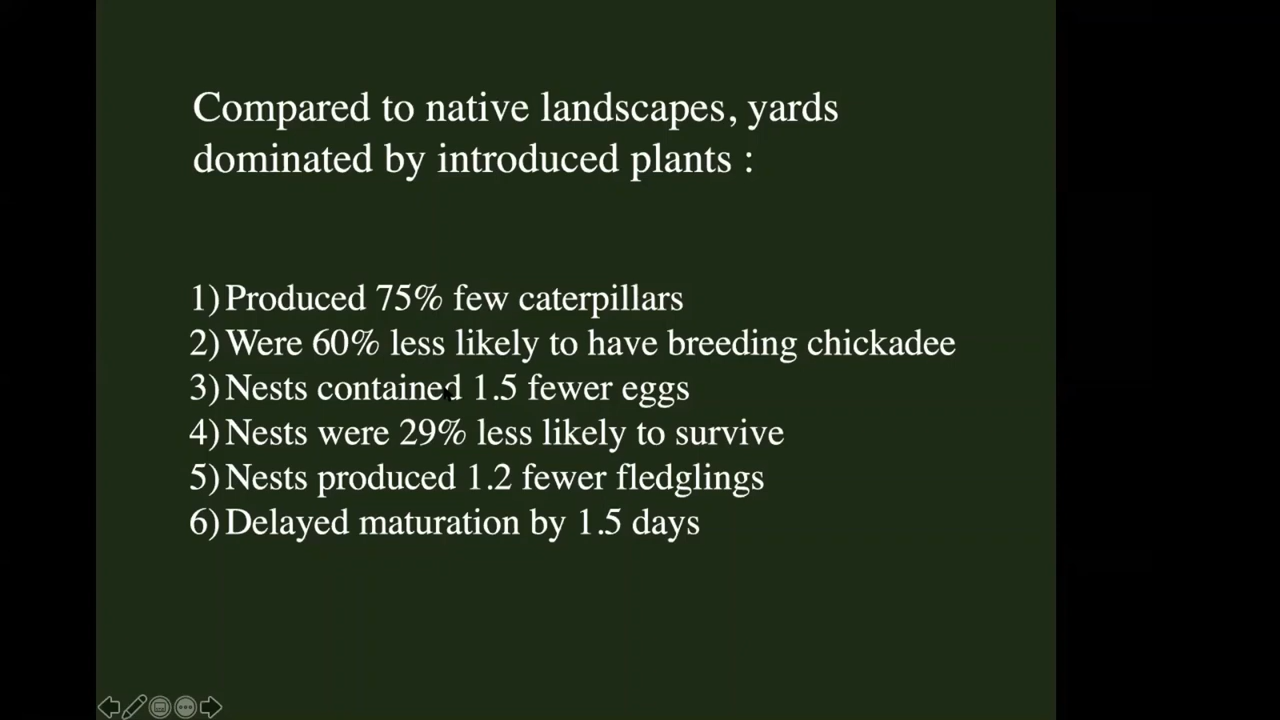 Compared to native landscapes, yards
dominated by introduced plants :
1) Produced 75% few caterpillars
2) Were 60% less likely to have breeding chickadee
3) Nests contained 1.5 fewer eggs
4) Nests were 29% less likely to survive
5) Nests produced 1.2 fewer fledglings
6) Delayed maturation by 1.5 days